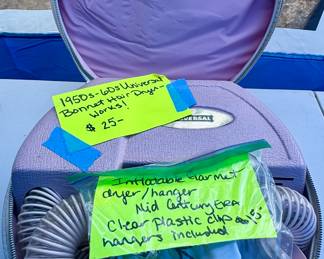 1950s-60s Universal
Bonnet Hair Dryer-
Works!
$25-
UNIVERSAL
Inflatable Garment
dryer/hanger
Mid Century Era
Clear plastic clip
hangers included